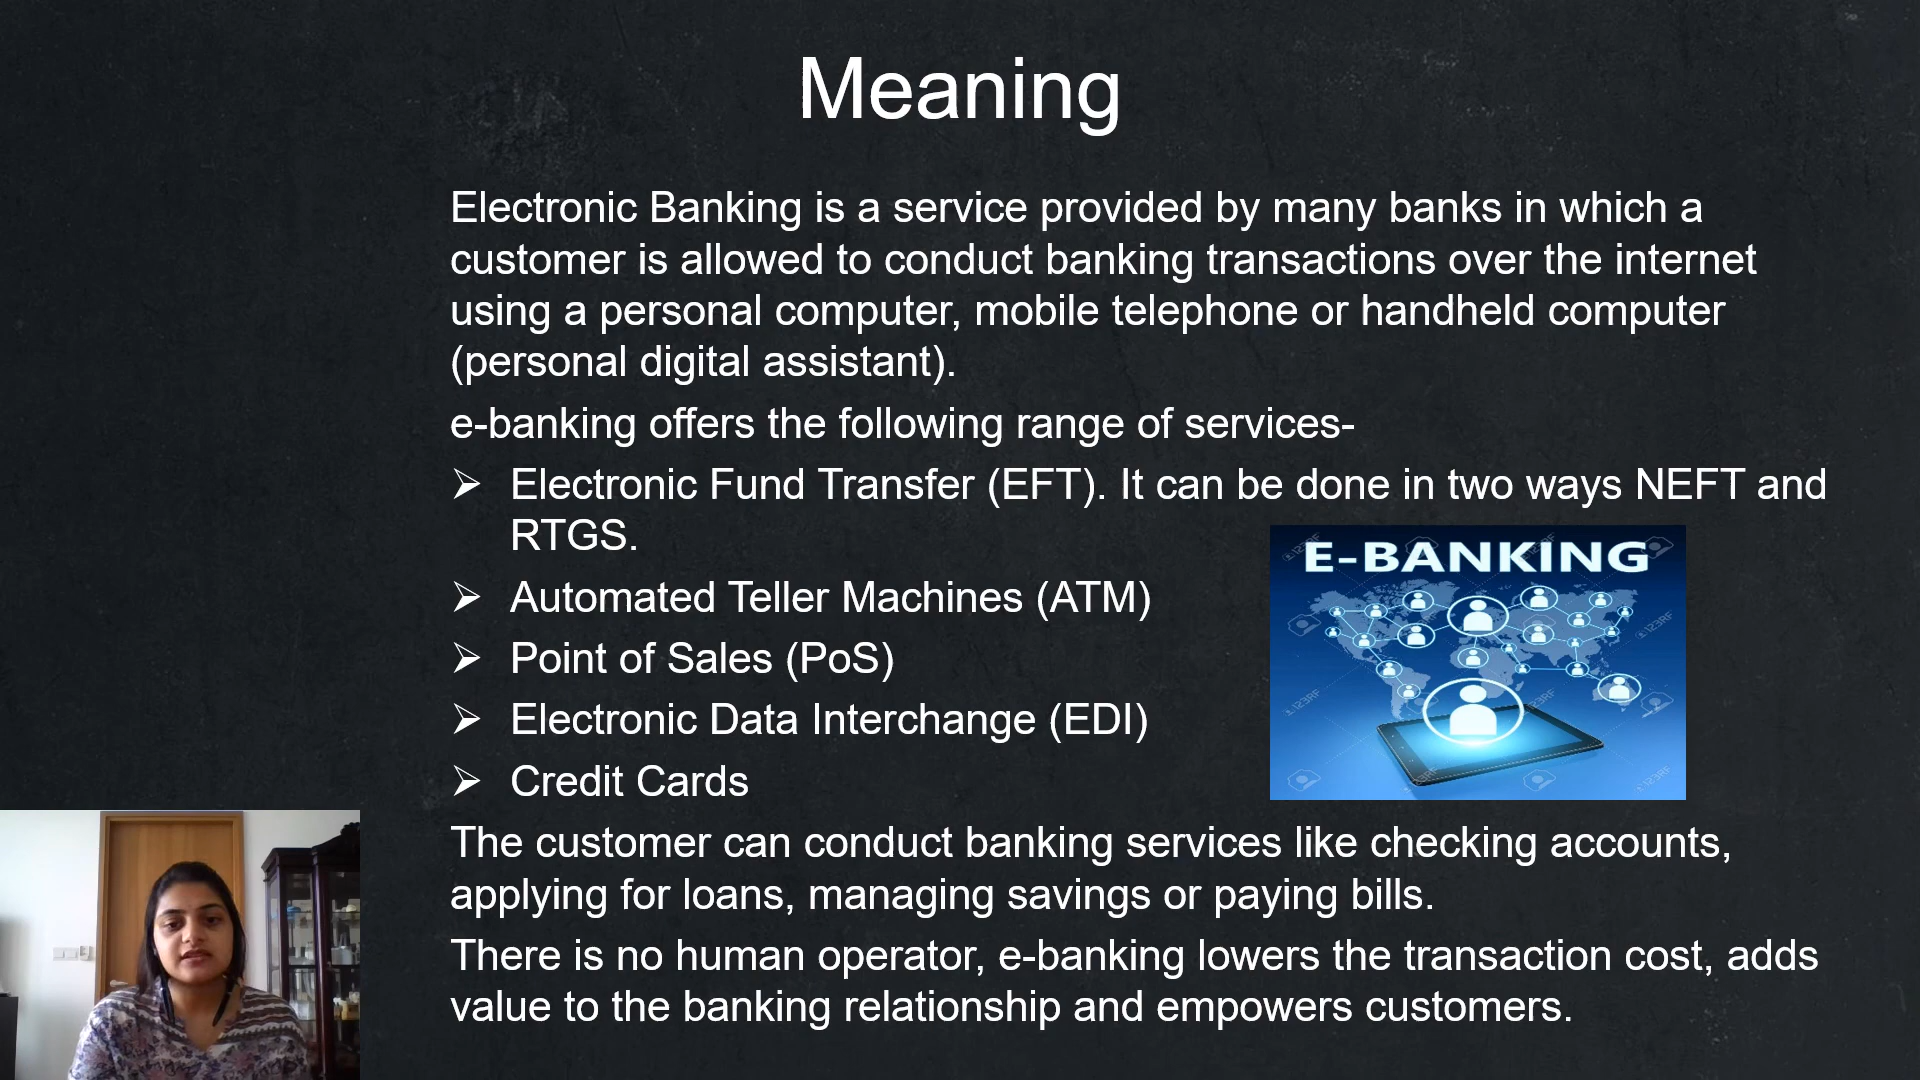 Meaning
Electronic Banking is a service provided by many banks in which a
customer is allowed to conduct banking transactions over the internet
using a personal computer, mobile telephone or handheld computer
(personal digital assistant).
e-banking offers the following range of services-
➢ Electronic Fund Transfer (EFT). It can be done in two ways NEFT and
RTGS.
E-BANKING
➢ Automated Teller Machines (ATM)
➢ Point of Sales (PoS)
➢ Electronic Data Interchange (EDI)
➢ Credit Cards
The customer can conduct banking services like checking accounts,
applying for loans, managing savings or paying bills.
There is no human operator, e-banking lowers the transaction cost, adds
value to the banking relationship and empowers customers.
123RF
123RF
123RF
123RF